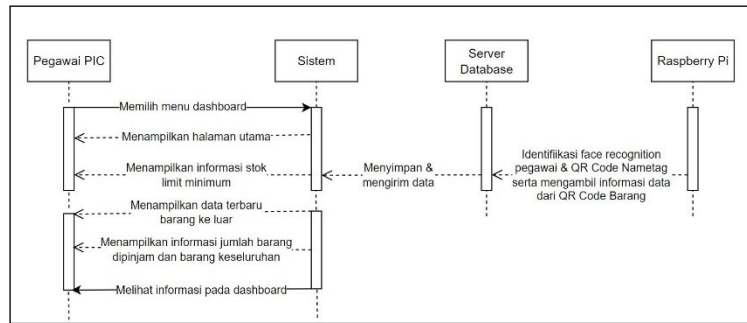 Pegawai PIC
Sistem
Server
Database
Raspberry Pi
Memilih menu dashboard
Menampilkan halaman utama
Menampilkan informasi stok
limit minimum
Menyimpan &
mengirim data
Identifiikasi face recognition
pegawai & QR Code Nametag
serta mengambil informasi data
dari QR Code Barang
Menampilkan data terbaru
barang ke luar
Menampilkan informasi jumlah barang
dipinjam dan barang keseluruhan
Melihat informasi pada dashboard